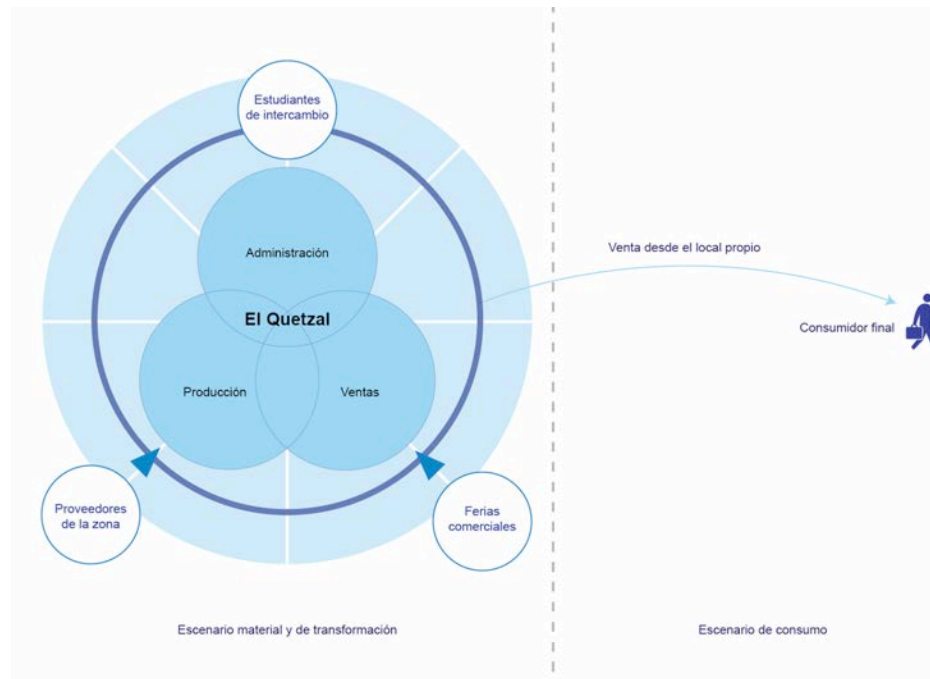 Estudiantes
de intercambio
Administración
Venta desde el local propio
El Quetzal
Consumidor final
Producción
Ventas
Proveedores
de la zona
Ferias
comerciales
Escenario material y de transformación
Escenario de consumo